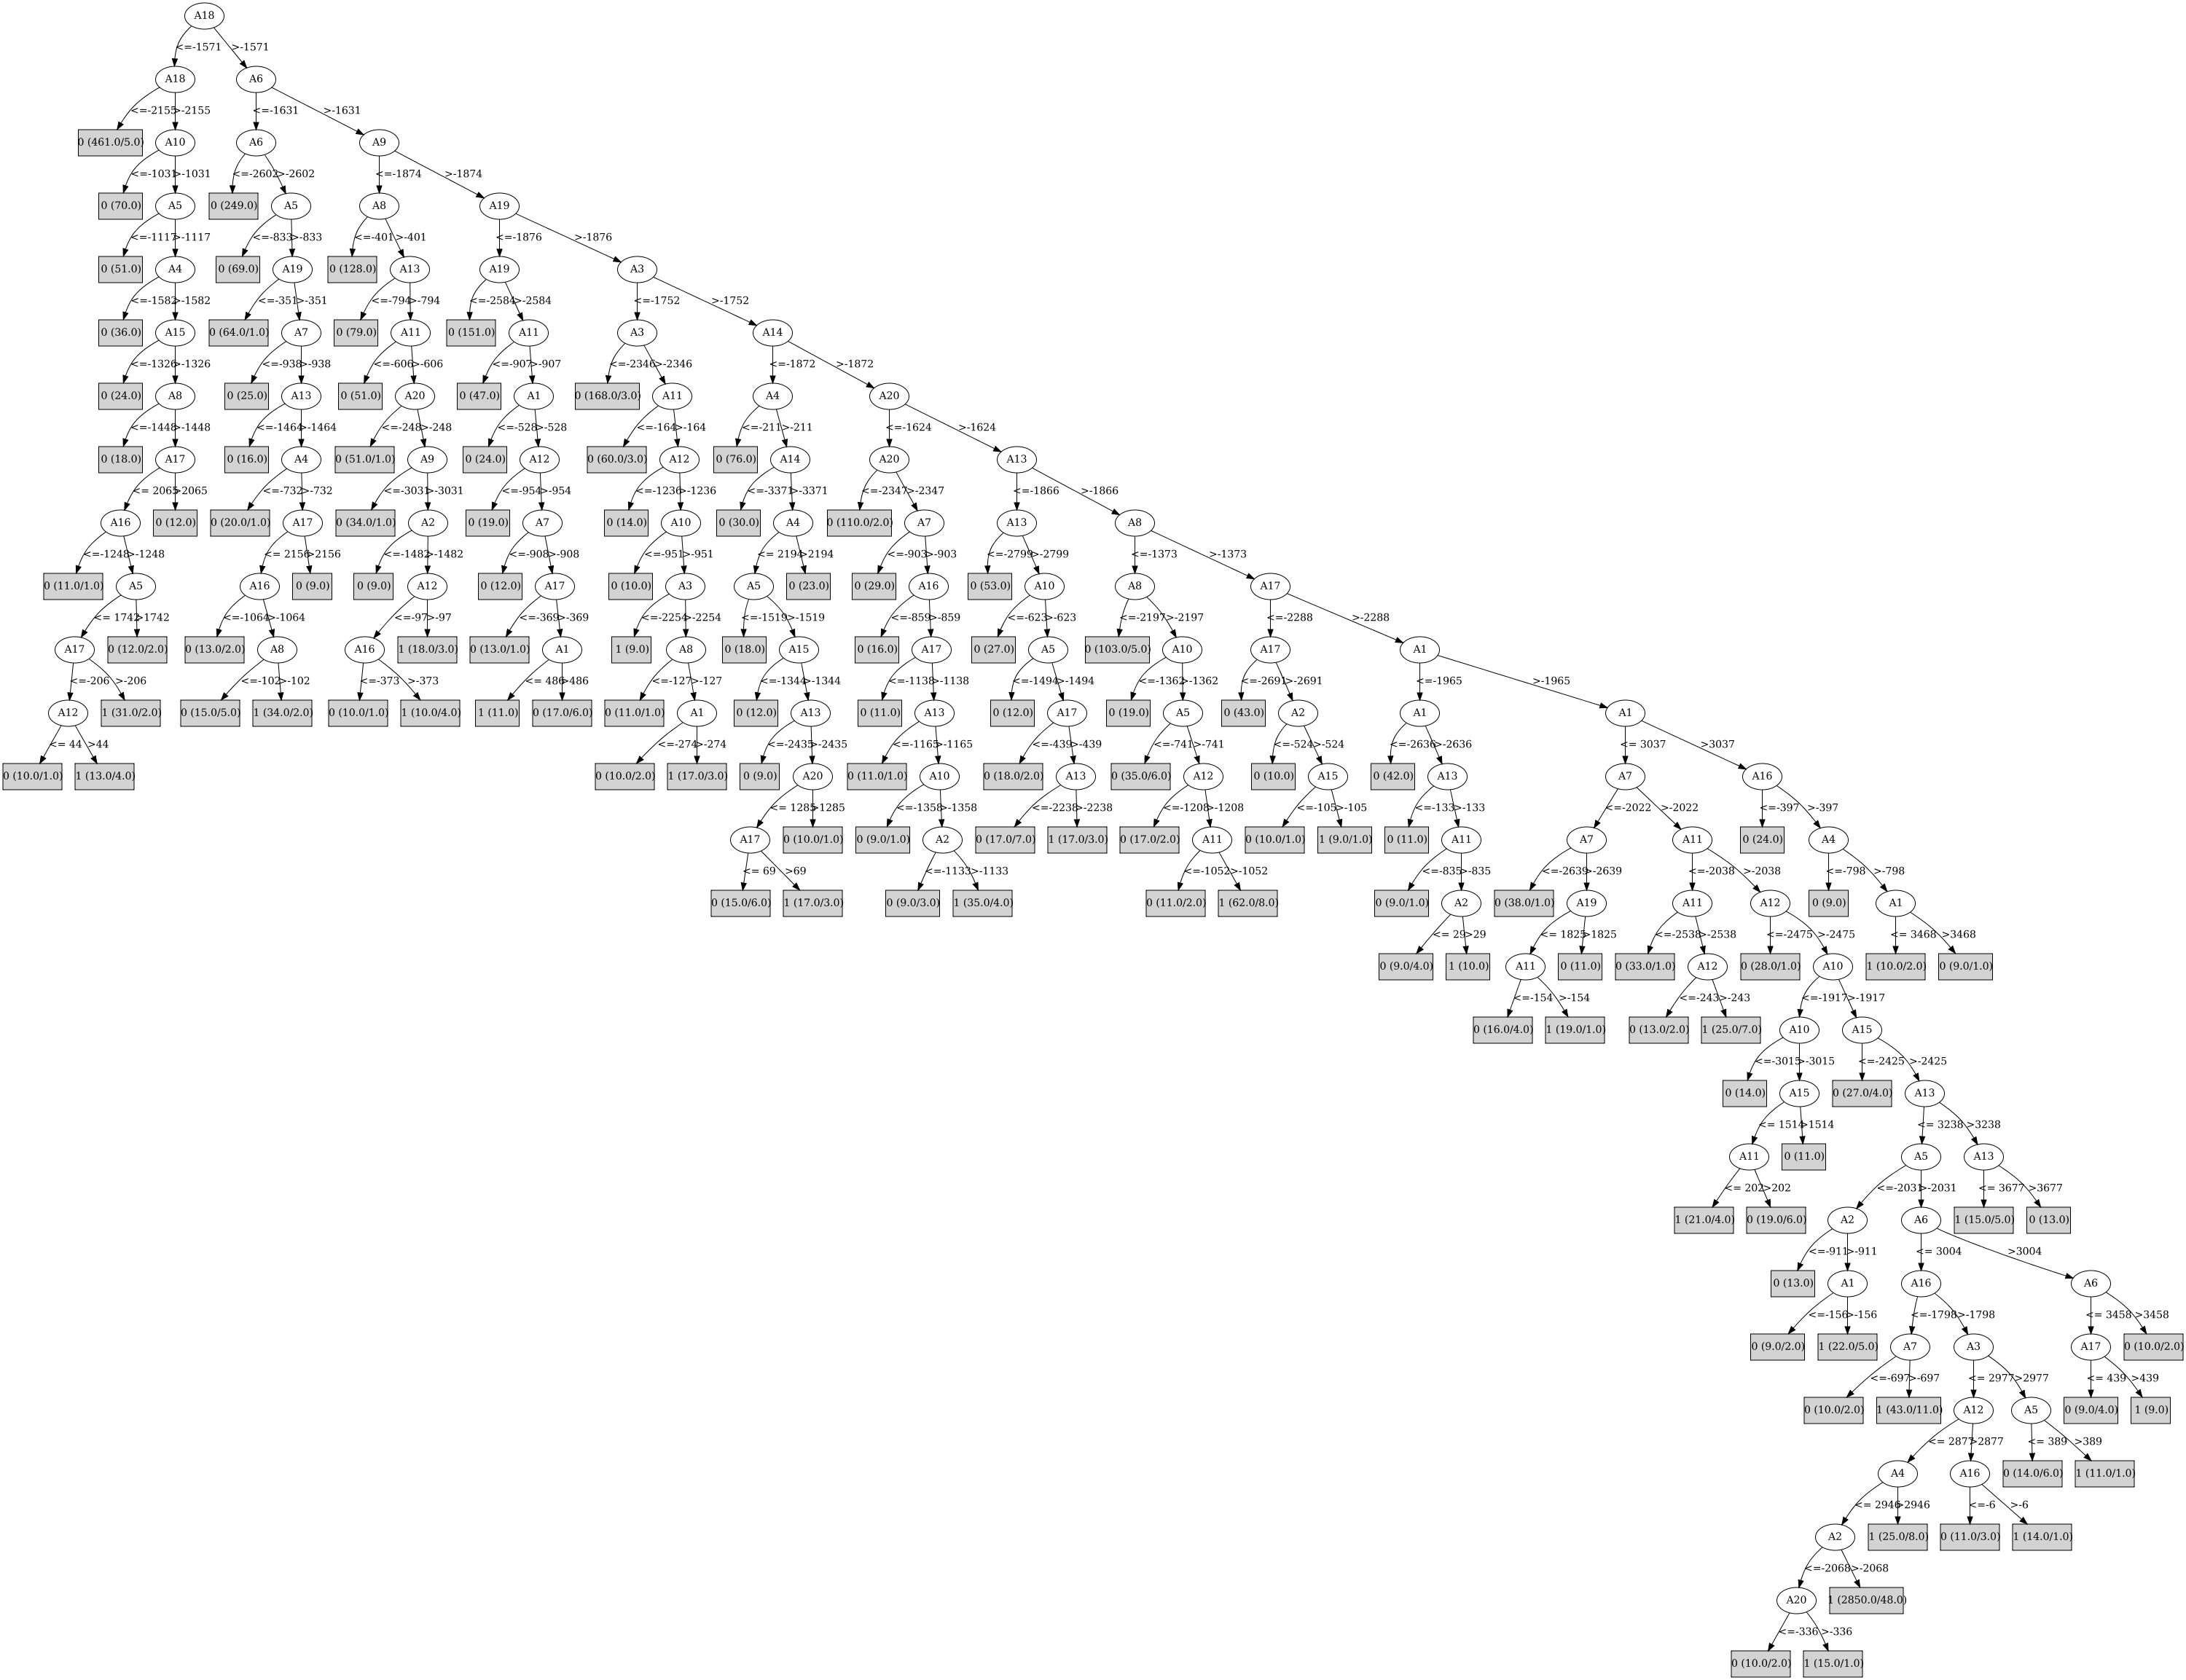 A18
<=-1571 >-1571
A18 A6
<=-2155 >-2155 <=-1631 >-1631
0 (461.0/5.0) A10 A6 A9
<=-1031 >-1031 <=-2602 >-2602 <=-1874 >-1874
0 (70.0) A5 0 (249.0) A5 A8 A19
<=-1117 >-1117 <=-833 >-833 <=-401 >-401 <=-1876 >-1876
0 (51.0) A4 0 (69.0) A19 0 (128.0) A13 A19 A3
<=-1582 >-1582 <=-351 >-351 <=-794 >-794 <=-2584 >-2584 <=-1752 >-1752
0 (36.0) A15 0 (64.0/1.0) A7 0 (79.0) A11 0 (151.0) A11 A3 A14
<=-1326 >-1326 <=-938 >-938 <=-606 >-606 <=-907 >-907 <=-2346 >-2346 <=-1872 >-1872
0 (24.0) A8 0 (25.0) A13 0 (51.0) A20 0 (47.0) A1 0 (168.0/3.0) A11 A4 A20
<=-1448 >-1448 <=-1464 >-1464 <=-248 >-248 <=-528 >-528 <=-164 >-164 <=-211 >-211 <=-1624 >-1624
0 (18.0) A17 0 (16.0) A4 0 (51.0/1.0) A9 0 (24.0) A12 0 (60.0/3.0) A12 0 (76.0) A14 A20 A13
<= 2065 >2065 <=-732 >-732 <=-3031 >-3031 <=-954 >-954 <=-1236 >-1236 <=-3371 >-3371 <=-2347 >-2347 <=-1866 >-1866
A16 0 (12.0) 0 (20.0/1.0) A17 0 (34.0/1.0) A2 0 (19.0) A7 0 (14.0) A10 0 (30.0) A4 0 (110.0/2.0) A7 A13 A8
<=-1248 >-1248 <= 2156 >2156 <=-1482 >-1482 <=-908 >-908 <=-951 >-951 <= 2194 >2194 <=-903 >-903 <=-2799 >-2799 <=-1373 >-1373
0 (11.0/1.0) A5 A16 0 (9.0) 0 (9.0) A12 0 (12.0) A17 0 (10.0) A3 A5 0 (23.0) 0 (29.0) A16 0 (53.0) A10 A8 A17
<= 1742 >1742 <=-1064 >-1064 <=-97 >-97 <=-369 >-369 <=-2254 >-2254 <=-1519 >-1519 <=-859 >-859 <=-623 >-623 <=-2197 >-2197 <=-2288 >-2288
A17 0 (12.0/2.0) 0 (13.0/2.0) A8 A16 1 (18.0/3.0) 0 (13.0/1.0) A1 1 (9.0) A8 0 (18.0) A15 0 (16.0) A17 0 (27.0) A5 0 (103.0/5.0) A10 A17 A1
<=-206 >-206 <=-102 >-102 <=-373 >-373 <= 486 >486 <=-127 >-127 <=-1344 >-1344 <=-1138 >-1138 <=-1494 >-1494 <=-1362 >-1362 <=-2691 >-2691 <=-1965 >-1965
A12 1 (31.0/2.0) 0 (15.0/5.0) 1 (34.0/2.0) 0 (10.0/1.0) 1 (10.0/4.0) 1 (11.0) 0 (17.0/6.0) 0 (11.0/1.0) A1 0 (12.0) A13 0 (11.0) A13 0 (12.0) A17 0 (19.0) A5 0 (43.0) A2 A1 A1
<= 44 >44 <=-274 >-274 <=-2435 >-2435 <=-1165 >-1165 <=-439 >-439 <=-741 >-741 <=-524 >-524 <=-2636 >-2636 <= 3037 >3037
0 (10.0/1.0) 1 (13.0/4.0) 0 (10.0/2.0) 1 (17.0/3.0) 0 (9.0) A20 0 (11.0/1.0) A10 0 (18.0/2.0) A13 0 (35.0/6.0) A12 0 (10.0) A15 0 (42.0) A13 A7 A16
<= 1285 >1285 <=-1358 >-1358 <=-2238 >-2238 <=-1208 >-1208 <=-105 >-105 <=-133 >-133 <=-2022 >-2022 <=-397 >-397
A17 0 (10.0/1.0) 0 (9.0/1.0) A2 0 (17.0/7.0) 1 (17.0/3.0) 0 (17.0/2.0) A11 0 (10.0/1.0) 1 (9.0/1.0) 0 (11.0) A11 A7 A11 0 (24.0) A4
<= 69 >69 <=-1133 >-1133 <=-1052 >-1052 <=-835 >-835 <=-2639 >-2639 <=-2038 >-2038 <=-798 >-798
0 (15.0/6.0) 1 (17.0/3.0) 0 (9.0/3.0) 1 (35.0/4.0) 0 (11.0/2.0) 1 (62.0/8.0) 0 (9.0/1.0) A2 0 (38.0/1.0) A19 A11 A12 0 (9.0) A1
<= 29 >29 <= 1825 >1825 <=-2538 >-2538 <=-2475 >-2475 <= 3468 >3468
0 (9.0/4.0) 1 (10.0) A11 0 (11.0) 0 (33.0/1.0) A12 0 (28.0/1.0) A10 1 (10.0/2.0) 0 (9.0/1.0)
<=-154 >-154 <=-243 >-243 <=-1917 >-1917
0 (16.0/4.0) 1 (19.0/1.0) 0 (13.0/2.0) 1 (25.0/7.0) A10 A15
<=-3015 >-3015 <=-2425 >-2425
0 (14.0) A15 0 (27.0/4.0) A13
<= 1514 >1514 <= 3238 >3238
A11 0 (11.0) A5 A13
<= 202 >202 <=-2031 >-2031 <= 3677 >3677
1 (21.0/4.0) 0 (19.0/6.0) A2 A6 1 (15.0/5.0) 0 (13.0)
<=-911 >-911 <= 3004 >3004
0 (13.0) A1 A16 A6
<=-156 >-156 <=-1798 >-1798 <= 3458 >3458
0 (9.0/2.0) 1 (22.0/5.0) A7 A3 A17 0 (10.0/2.0)
<=-697 >-697 <= 2977 >2977 <= 439 >439
0 (10.0/2.0) 1 (43.0/11.0) A12 A5 0 (9.0/4.0) 1 (9.0)
<= 2877 >2877 <= 389 >389
A4 A16 0 (14.0/6.0) 1 (11.0/1.0)
<= 2946 >2946 <=-6 >-6
A2 1 (25.0/8.0) 0 (11.0/3.0) 1 (14.0/1.0)
<=-2068 >-2068
A20 1 (2850.0/48.0)
<=-336 >-336
0 (10.0/2.0) 1 (15.0/1.0)